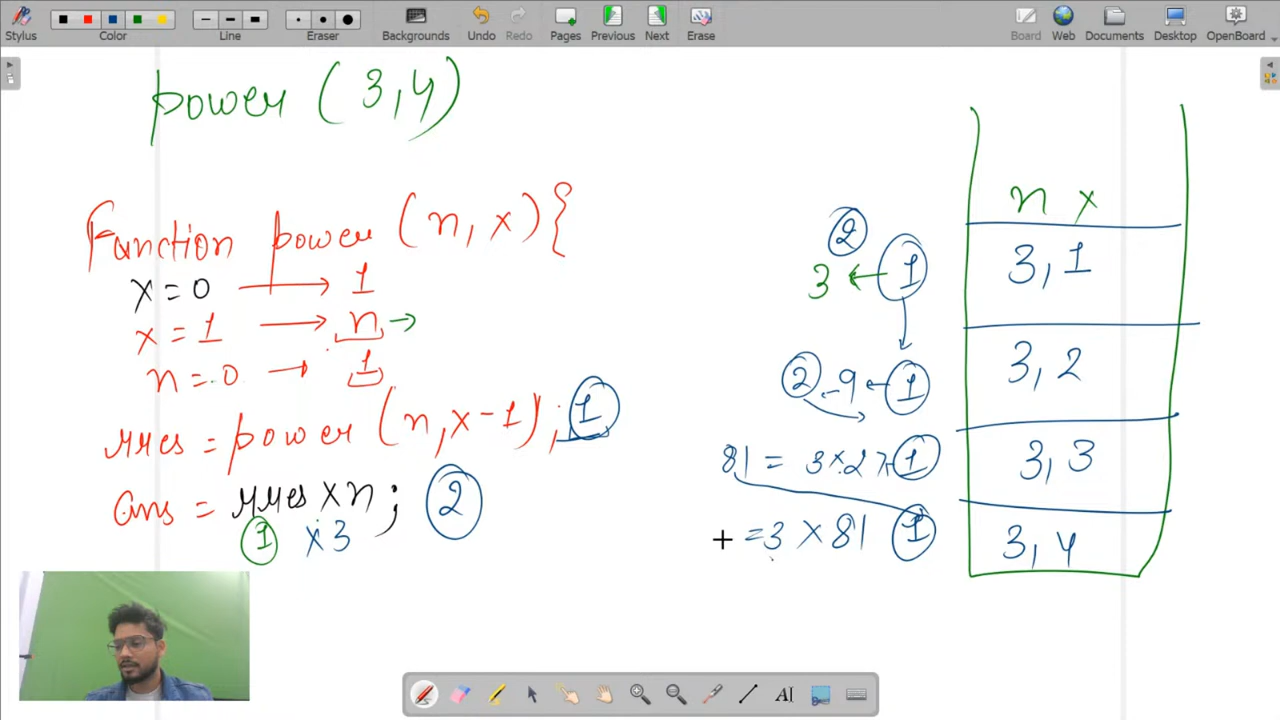 Stylus Color Line Eraser Backgrounds Undo Redo Pages Previous Next Erase Board Web Documents Desktop OpenBoard
power (3,4)
Function power (n, x) {
x = 0 → 1
x = 1 → n →
n = 0 → 1
rres = power (n, x-1); 1
Ans = rres × n; 2
1 × 3
n x
2
3 ← 1
3, 1
2 9 ← 1
3, 2
81 = 3×27 1
3, 3
= 3 × 81 1
3, 4
AI